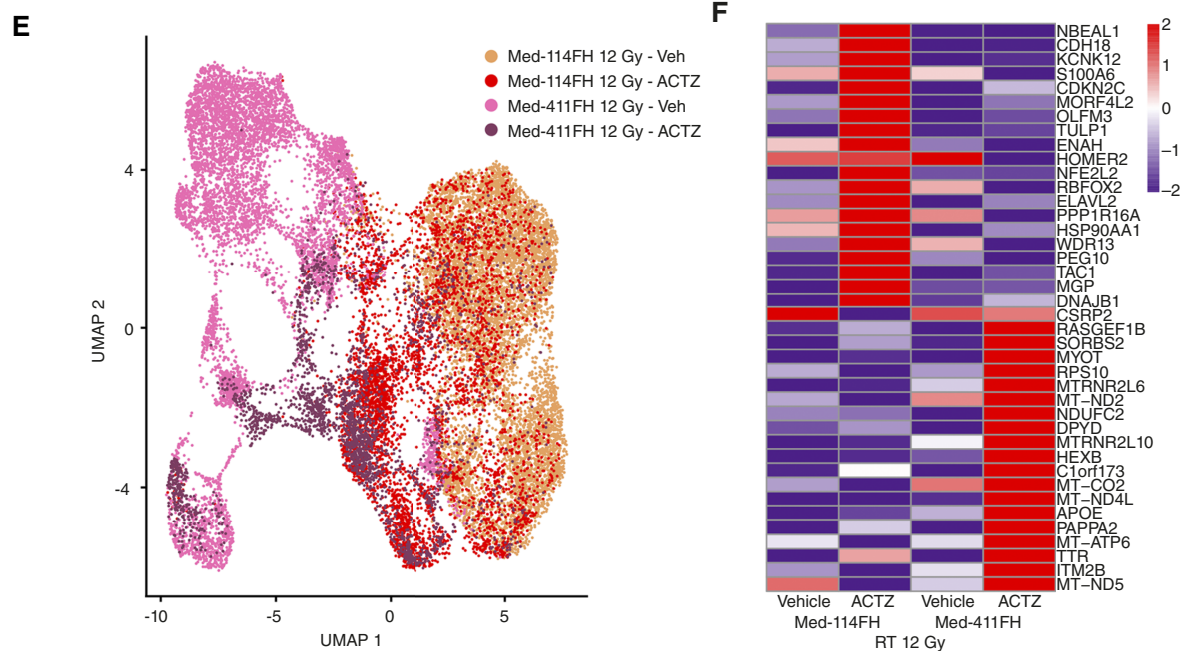 E
Med-114FH 12 Gy - Veh
Med-114FH 12 Gy - ACTZ
Med-411FH 12 Gy - Veh
Med-411FH 12 Gy - ACTZ
4
0
-4
UMAP 2
-10
-5
0
5
UMAP 1
F
NBEAL1
CDH18
KCNK12
S100A6
CDKN2C
MORF4L2
OLFM3
TULP1
ENAH
HOMER2
NFE2L2
RBFOX2
ELAVL2
PPP1R16A
HSP90AA1
WDR13
PEG10
TAC1
MGP
DNAJB1
CSRP2
RASGEF1B
SORBS2
MYOT
RPS10
MTRNR2L6
MT−ND2
NDUFC2
DPYD
MTRNR2L10
HEXB
C1orf173
MT−CO2
MT−ND4L
APOE
PAPPA2
MT−ATP6
TTR
ITM2B
MT−ND5
2
1
0
−1
−2
Vehicle ACTZ Vehicle ACTZ
Med-114FH Med-411FH
RT 12 Gy